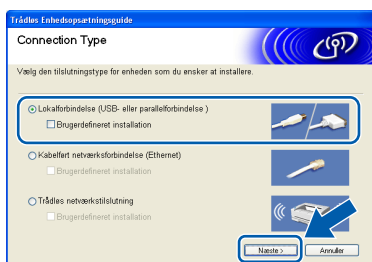 Trådløs Enhedsopsætningsguide
Connection Type
Vælg den tilslutningstype for enheden som du ønsker at installere.
Lokalforbindelse (USB- eller parallelforbindelse )
Brugerdefineret installation
Kabelført netværksforbindelse (Ethernet)
Brugerdefineret installation
Trådløs netværkstilslutning
Brugerdefineret installation
Næste > Annuller